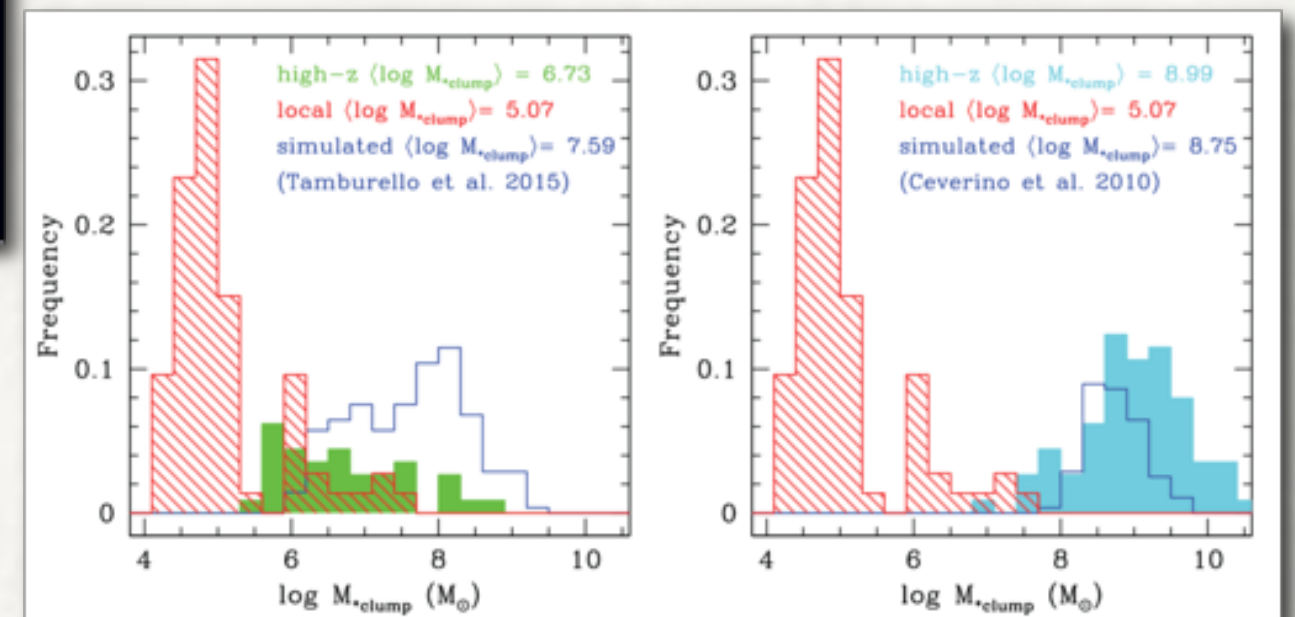 high-z ⟨log M*clump⟩ = 6.73
local ⟨log M*clump⟩= 5.07
simulated ⟨log M*clump⟩= 7.59
(Tamburello et al. 2015)
Frequency
0.3
0.2
0.1
0
4 6 8 10
log M*clump (M⊙)
high-z ⟨log M*clump⟩ = 8.99
local ⟨log M*clump⟩= 5.07
simulated ⟨log M*clump⟩= 8.75
(Ceverino et al. 2010)
Frequency
0.3
0.2
0.1
0
4 6 8 10
log M*clump (M⊙)